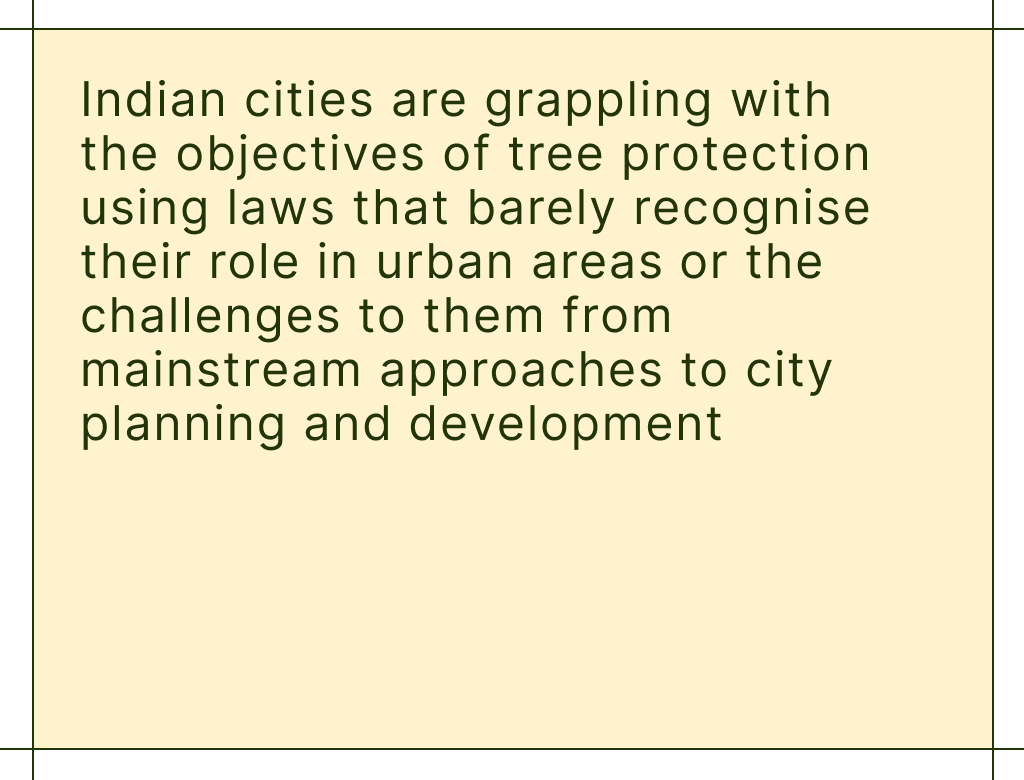 Indian cities are grappling with
the objectives of tree protection
using laws that barely recognise
their role in urban areas or the
challenges to them from
mainstream approaches to city
planning and development